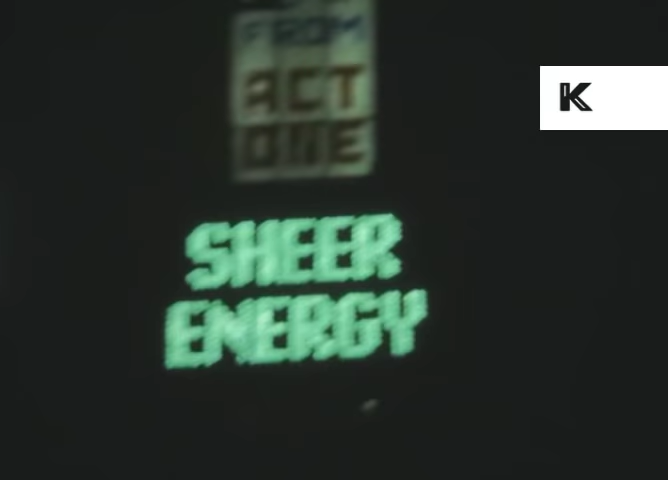 FROM
ACT
ONE
K
SHEER
ENERGY